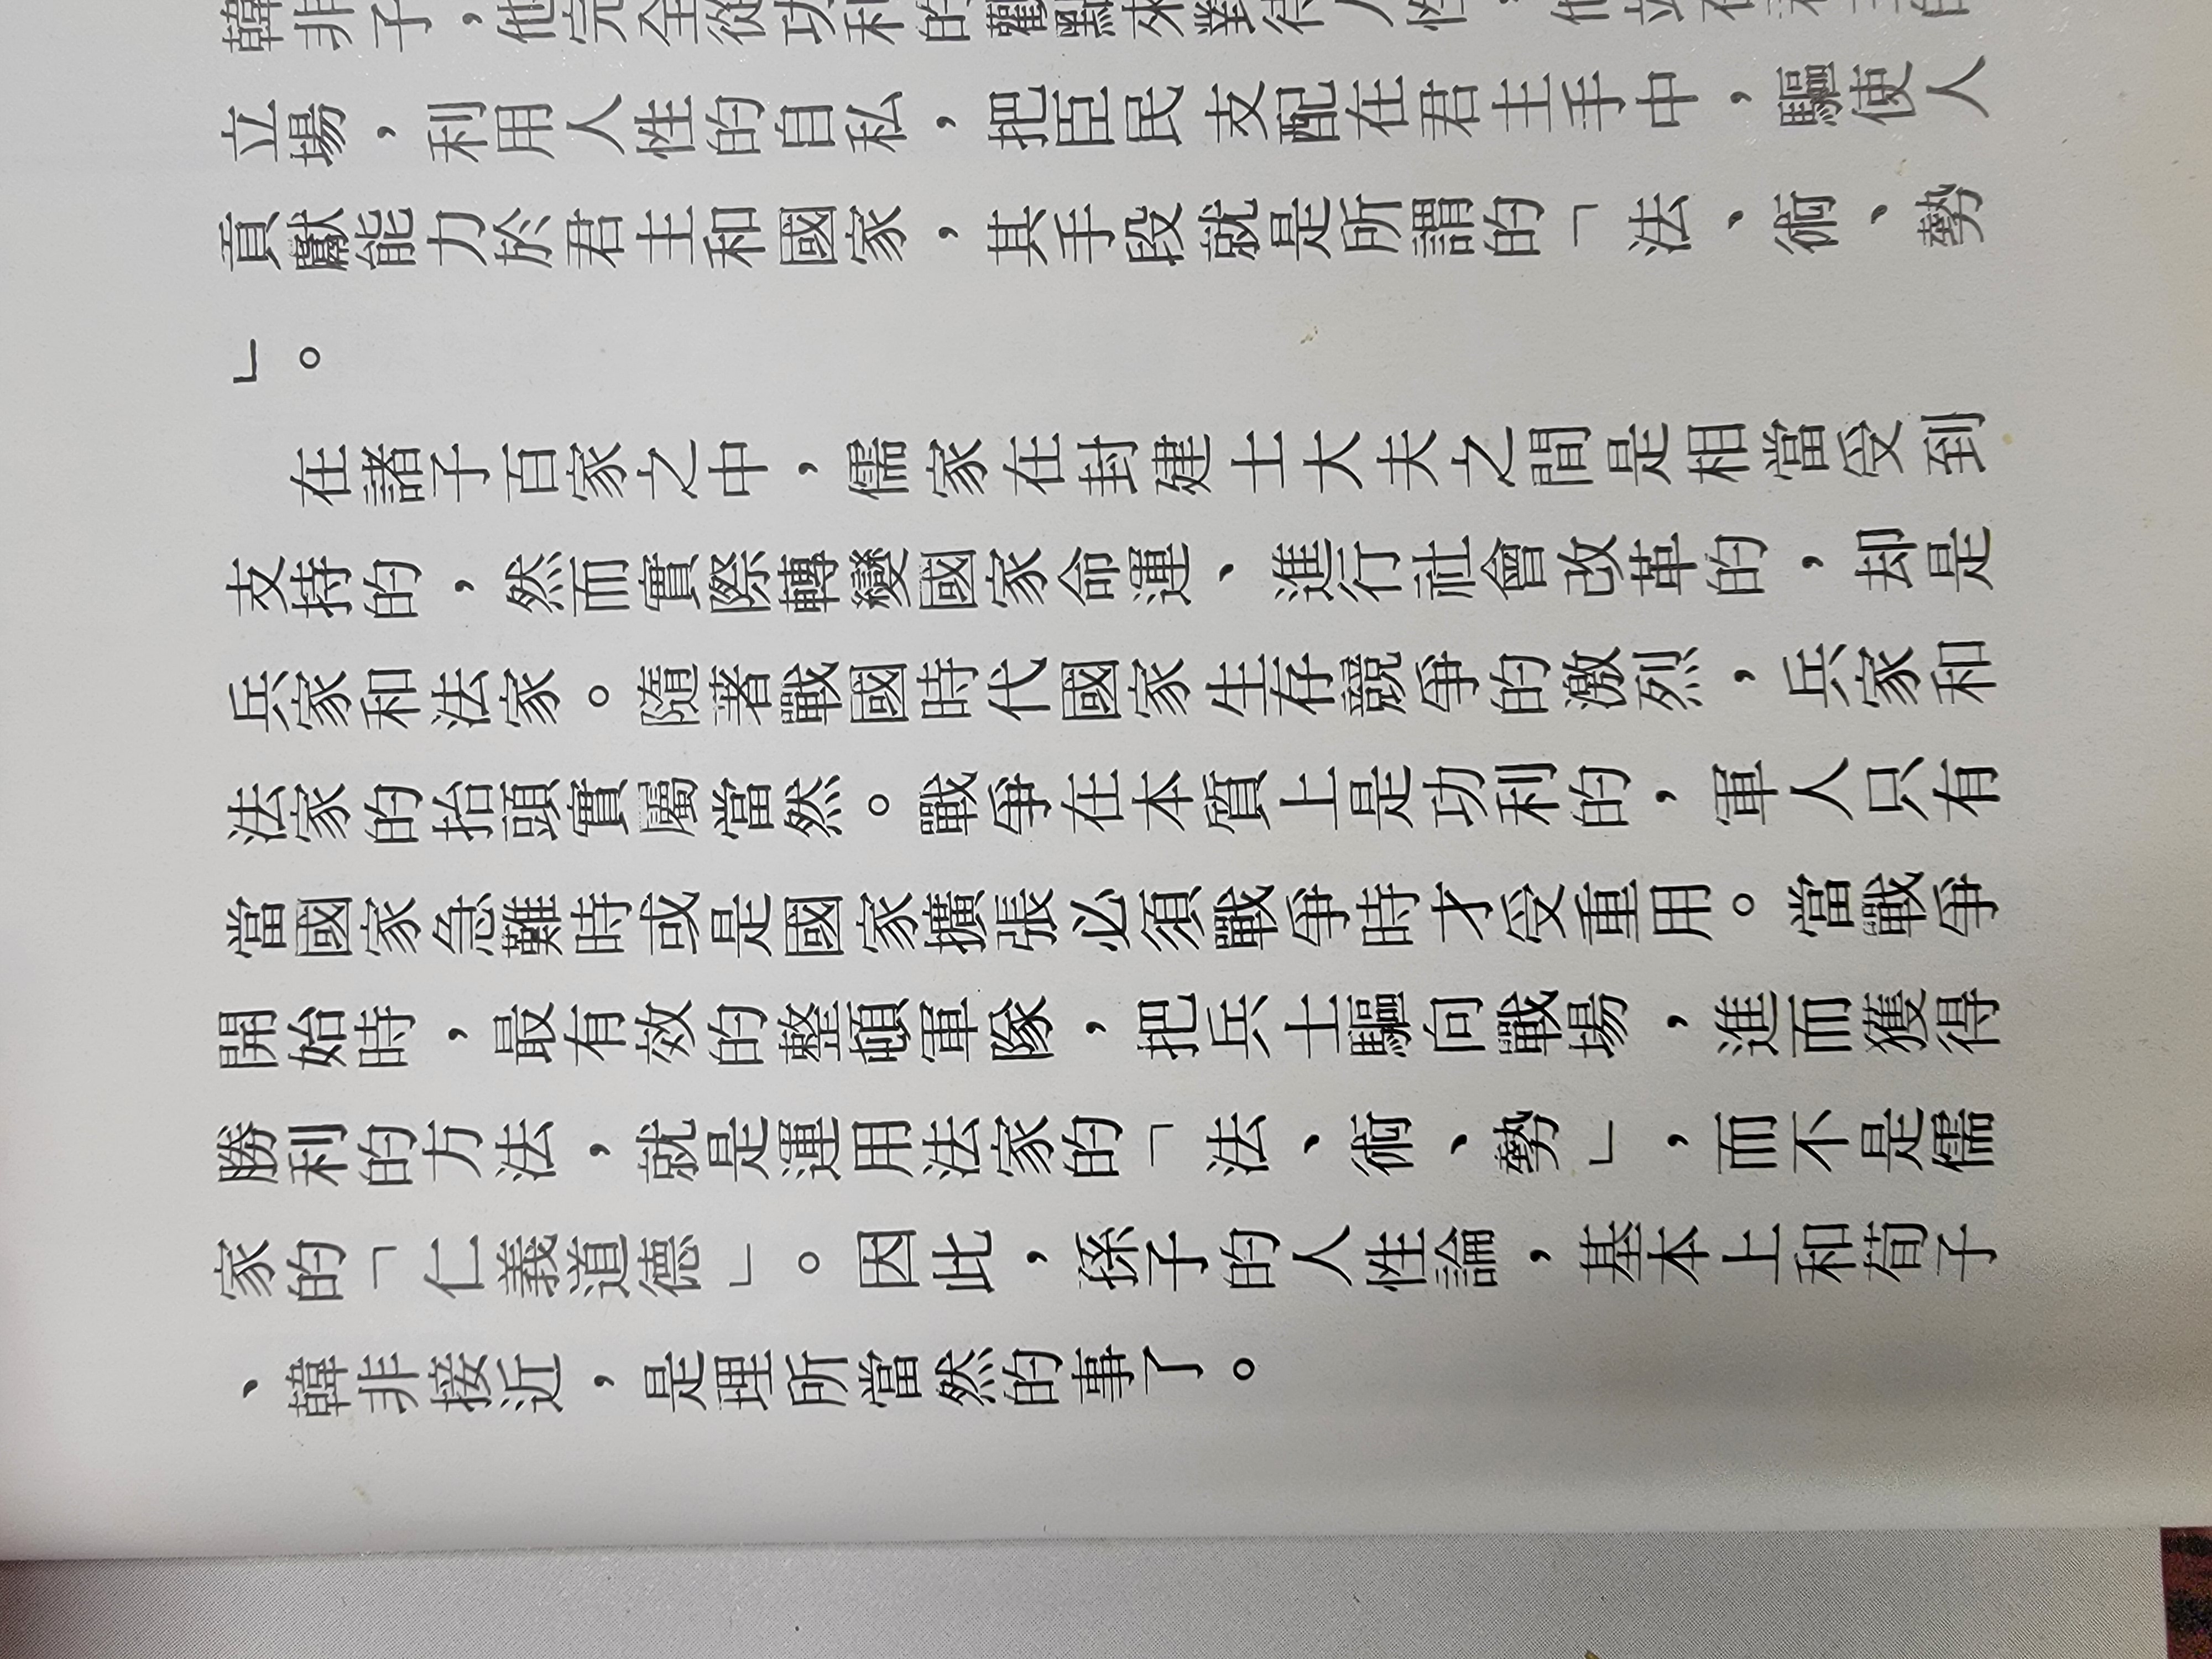 韓非子，他完全從功利的觀點來對待人性，他站在君主的
立場，利用人性的自私，把臣民支配在君主手中，驅使人
貢獻能力於君主和國家，其手段就是所謂的「法、術、勢
」。
在諸子百家之中，儒家在封建士大夫之間是相當受到
支持的，然而實際轉變國家命運、進行社會改革的，却是
兵家和法家。隨著戰國時代國家生存競爭的激烈，兵家和
法家的抬頭實屬當然。戰爭在本質上是功利的，軍人只有
當國家急難時或是國家擴張必須戰爭時才受重用。當戰爭
開始時，最有效的整頓軍隊，把兵士驅向戰場，進而獲得
勝利的方法，就是運用法家的「法、術、勢」，而不是儒
家的「仁義道德」。因此，孫子的人性論，基本上和荀子
、韓非接近，是理所當然的事了。